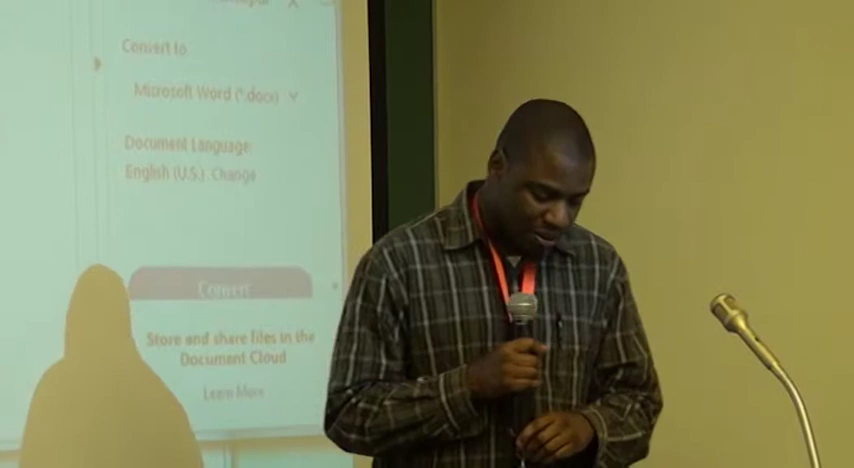 Convert to
Microsoft Word (*.docx)
Document Language
English (U.S.) Change
Convert
Store and share files in the
Document Cloud
Learn More